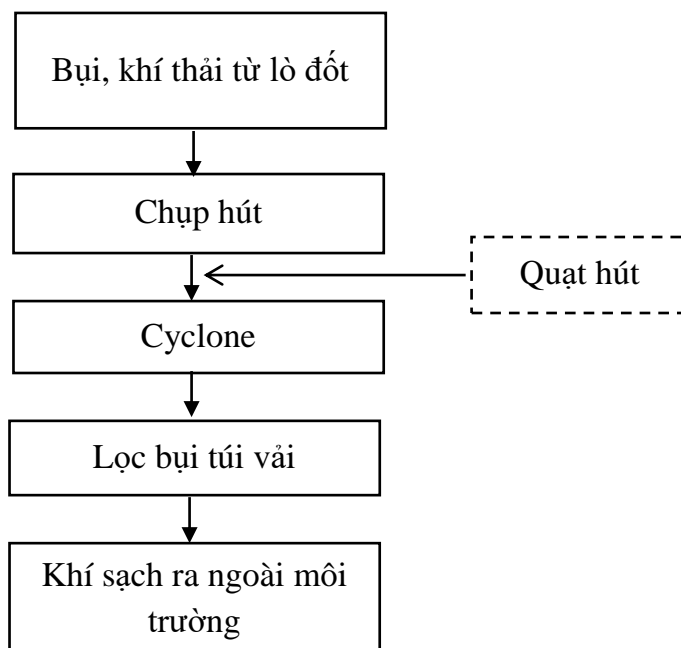 Bụi, khí thải từ lò đốt
Chụp hút
Quạt hút
Cyclone
Lọc bụi túi vải
Khí sạch ra ngoài môi
trường